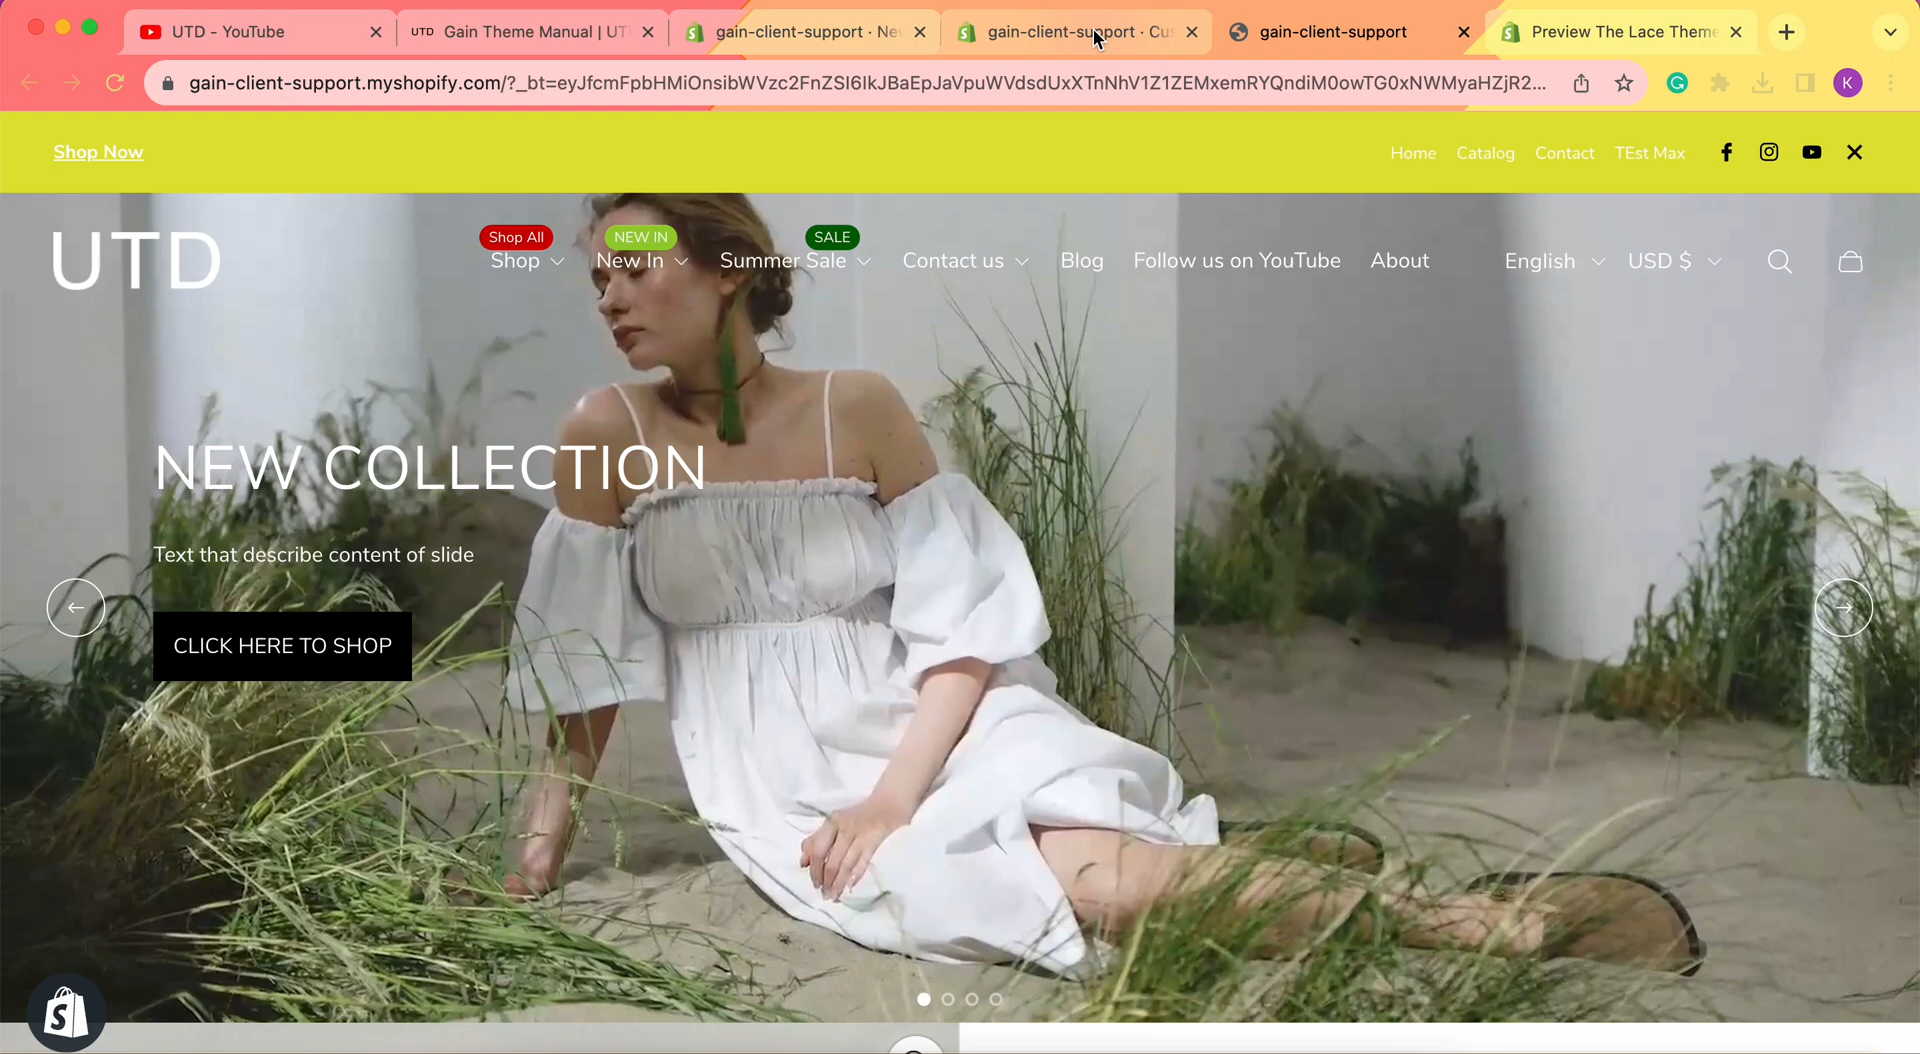 UTD - YouTube
UTD Gain Theme Manual | UT
gain-client-support · Ne
gain-client-support · Cu
gain-client-support
Preview The Lace Theme
gain-client-support.myshopify.com/?_bt=eyJfcmFpbHMiOnsibWVzc2FnZSI6IkJBaEpJaVpuWVdsdUxXTnNhV1Z1ZEMxemRYQndiM0owTG0xNWMyaHZjR2...
K
Shop Now
Home Catalog Contact TEst Max
UTD
Shop All
NEW IN
SALE
Shop New In Summer Sale Contact us Blog Follow us on YouTube About English USD $
NEW COLLECTION
Text that describe content of slide
CLICK HERE TO SHOP